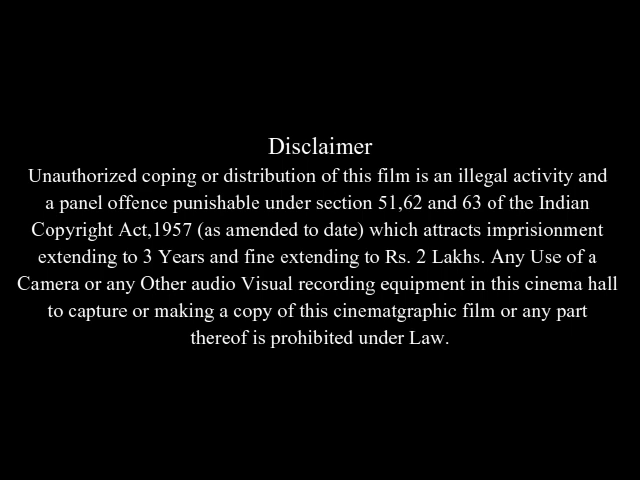 Disclaimer
Unauthorized coping or distribution of this film is an illegal activity and
a panel offence punishable under section 51,62 and 63 of the Indian
Copyright Act,1957 (as amended to date) which attracts imprisionment
extending to 3 Years and fine extending to Rs. 2 Lakhs. Any Use of a
Camera or any Other audio Visual recording equipment in this cinema hall
to capture or making a copy of this cinematgraphic film or any part
thereof is prohibited under Law.